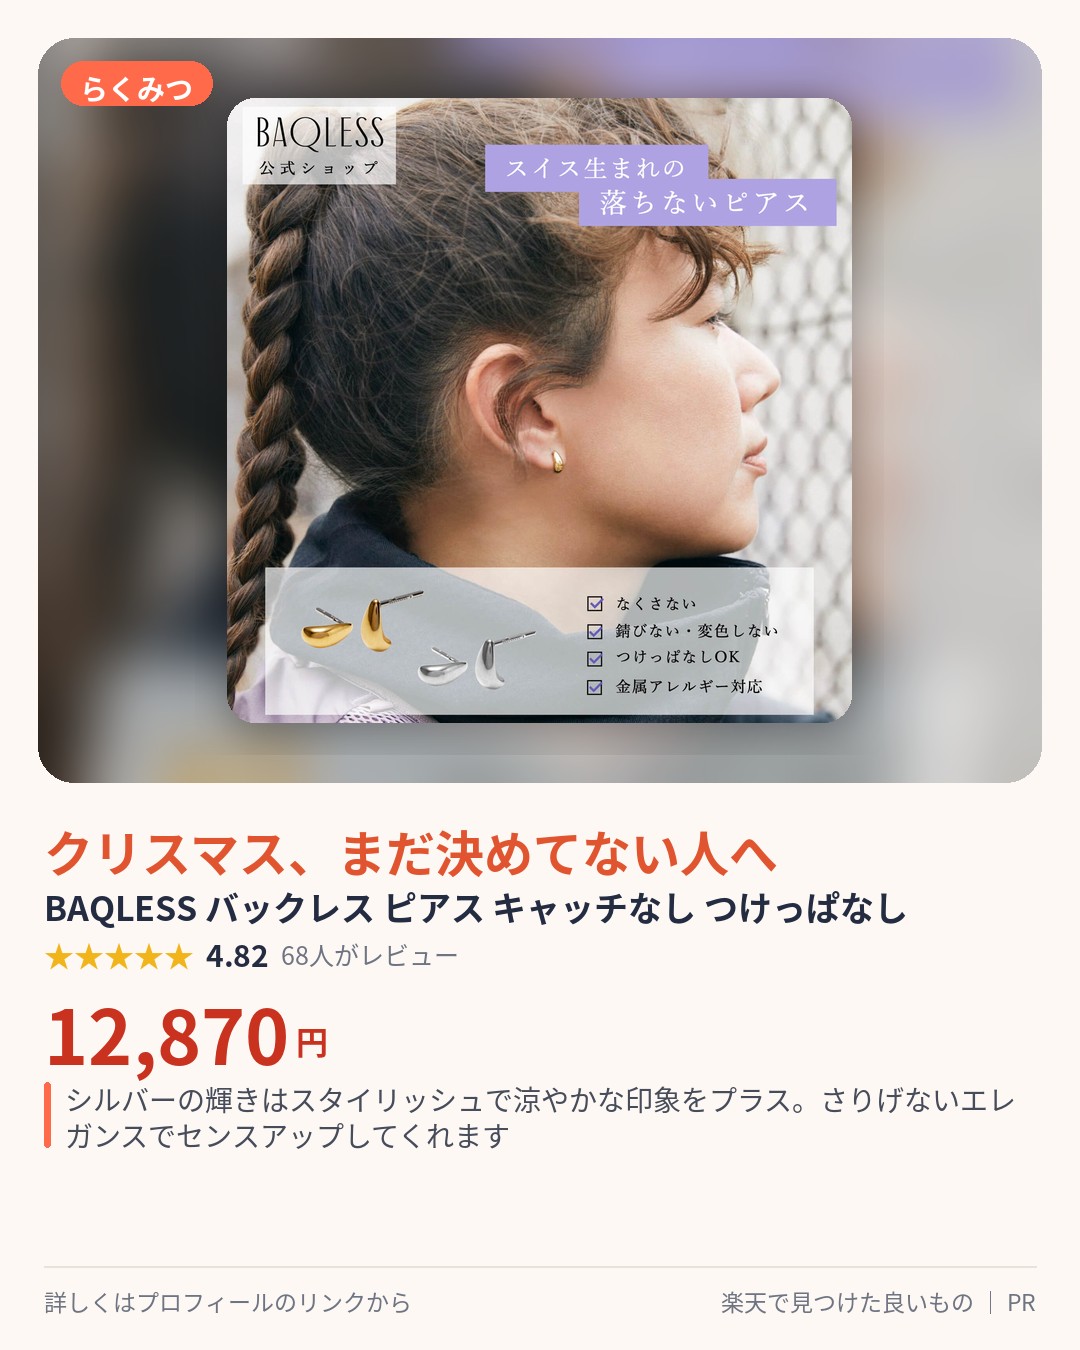 らくみつ
BAQLESS
公式ショップ
スイス生まれの
落ちないピアス
なくさない
錆びない・変色しない
つけっぱなしOK
金属アレルギー対応
クリスマス、まだ決めてない人へ
BAQLESS バックレス ピアス キャッチなし つけっぱなし
★★★★★ 4.82 68人がレビュー
12,870円
シルバーの輝きはスタイリッシュで涼やかな印象をプラス。さりげないエレ
ガンスでセンスアップしてくれます
詳しくはプロフィールのリンクから
楽天で見つけた良いもの｜PR